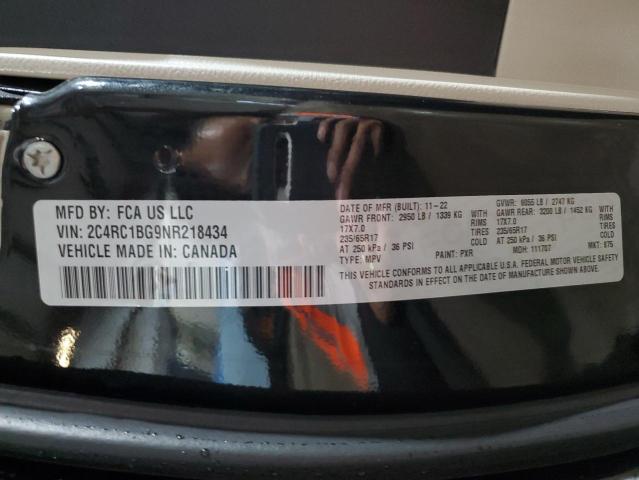 MFD BY: FCA US LLC
VIN: 2C4RC1BG9NR218434
VEHICLE MADE IN: CANADA
DATE OF MFR (BUILT): 11-22 GVWR: 6055 LB / 2747 KG
GAWR FRONT: 2950 LB / 1339 KG WITH GAWR REAR: 3200 LB / 1452 KG WITH
17X7.0 RIMS 17X7.0 RIMS
235/65R17 TIRES 235/65R17 TIRES
AT 250 kPa / 36 PSI AT 250 kPa / 36 PSI
TYPE: MPV PAINT: PXR MDH: 111707 MKT: 875
THIS VEHICLE CONFORMS TO ALL APPLICABLE U.S.A. FEDERAL MOTOR VEHICLE SAFETY
STANDARDS IN EFFECT ON THE DATE OF MANUFACTURE SHOWN ABOVE.